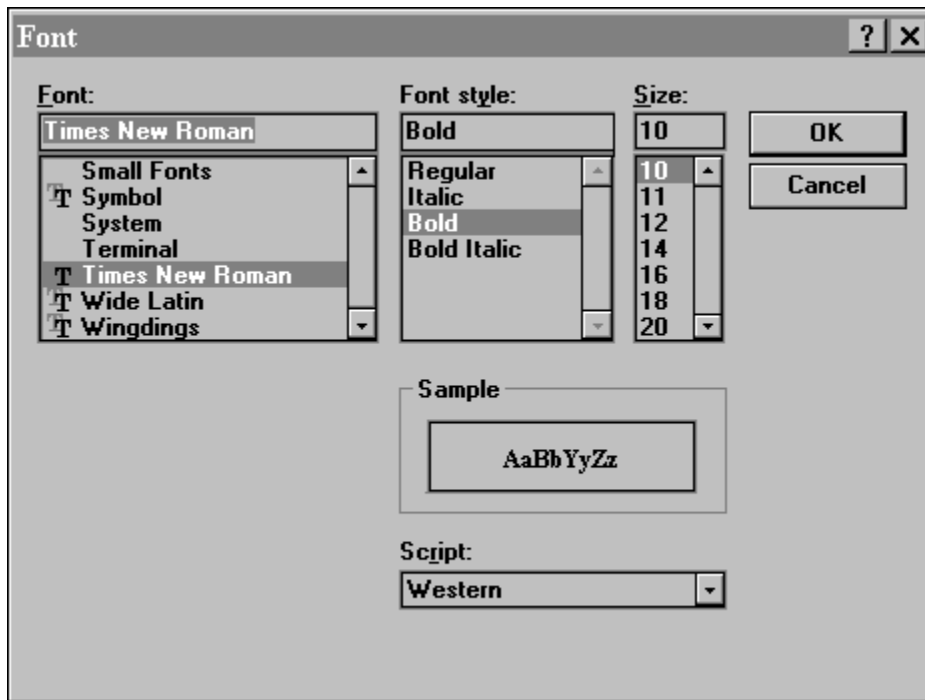 Font
Font:
Times New Roman
Small Fonts
Symbol
System
Terminal
Times New Roman
Wide Latin
Wingdings
Font style:
Bold
Regular
Italic
Bold
Bold Italic
Size:
10
10
11
12
14
16
18
20
OK
Cancel
Sample
AaBbYyZz
Script:
Western